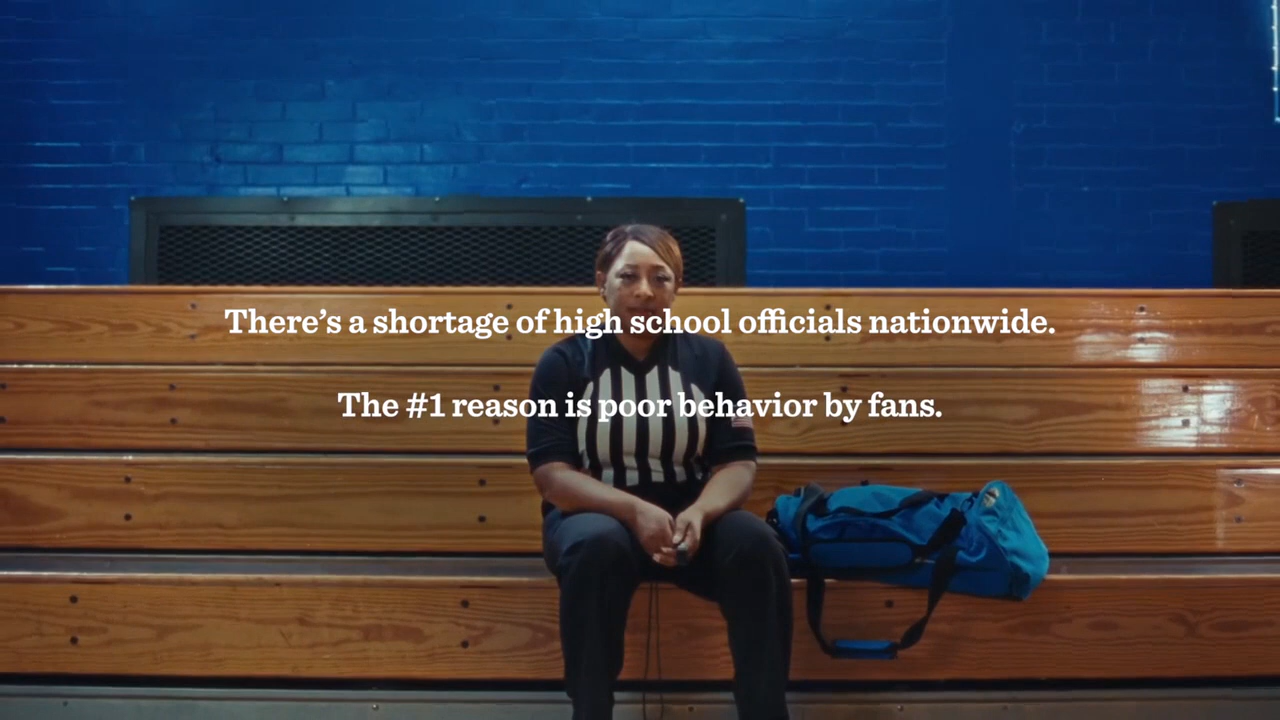 There’s a shortage of high school officials nationwide.
The #1 reason is poor behavior by fans.